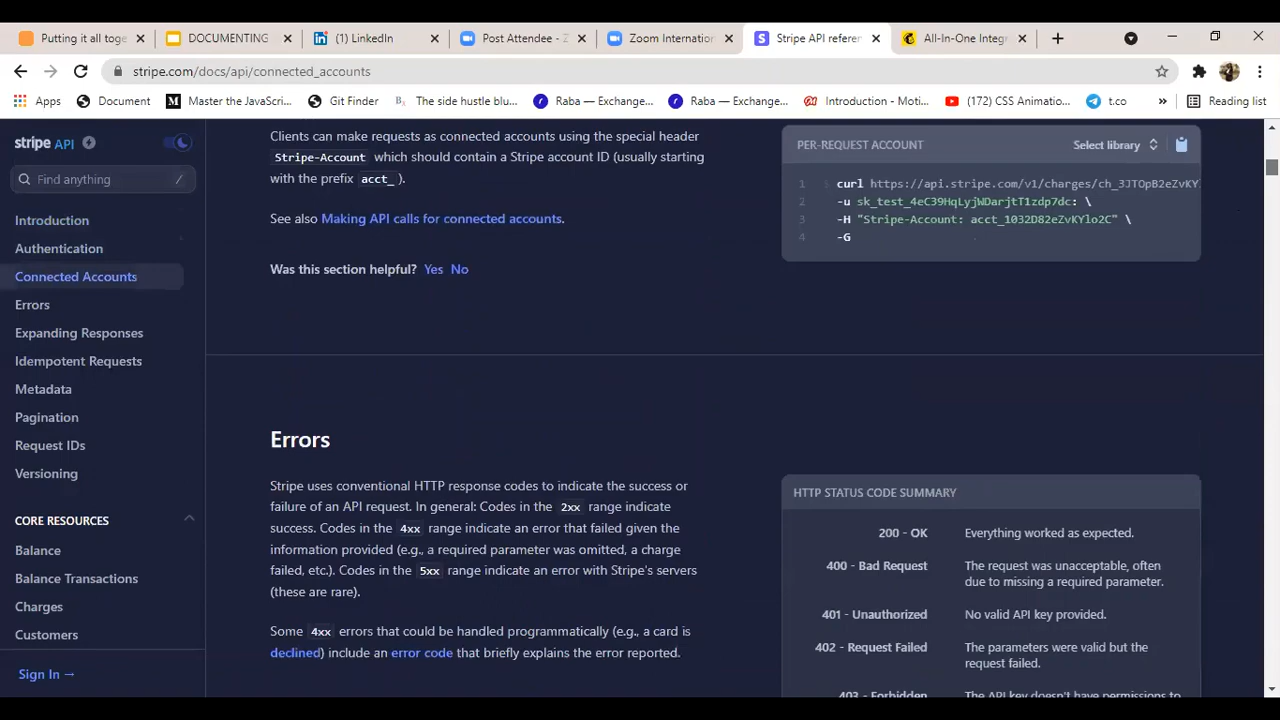 Putting it all toge
DOCUMENTING
(1) LinkedIn
Post Attendee - Z
Zoom Internation
Stripe API referen
All-In-One Integ
stripe.com/docs/api/connected_accounts
Apps
Document
Master the JavaScri...
Git Finder
The side hustle blu...
Raba — Exchange...
Raba — Exchange...
Introduction - Moti...
(172) CSS Animatio...
t.co
»
Reading list
stripe API
Find anything
/
Introduction
Authentication
Connected Accounts
Errors
Expanding Responses
Idempotent Requests
Metadata
Pagination
Request IDs
Versioning
CORE RESOURCES
Balance
Balance Transactions
Charges
Customers
Sign In →
Clients can make requests as connected accounts using the special header
Stripe-Account which should contain a Stripe account ID (usually starting
with the prefix acct_ ).
See also Making API calls for connected accounts.
Was this section helpful? Yes No
PER-REQUEST ACCOUNT
Select library
1 curl https://api.stripe.com/v1/charges/ch_3JTOpB2eZvKY
2 -u sk_test_4eC39HqLyjWDarjtT1zdp7dc: \
3 -H "Stripe-Account: acct_1032D82eZvKYlo2C" \
4 -G
Errors
Stripe uses conventional HTTP response codes to indicate the success or
failure of an API request. In general: Codes in the 2xx range indicate
success. Codes in the 4xx range indicate an error that failed given the
information provided (e.g., a required parameter was omitted, a charge
failed, etc.). Codes in the 5xx range indicate an error with Stripe's servers
(these are rare).
Some 4xx errors that could be handled programmatically (e.g., a card is
declined) include an error code that briefly explains the error reported.
HTTP STATUS CODE SUMMARY
200 - OK Everything worked as expected.
400 - Bad Request The request was unacceptable, often
due to missing a required parameter.
401 - Unauthorized No valid API key provided.
402 - Request Failed The parameters were valid but the
request failed.
403 - Forbidden The API key doesn't have permissions to